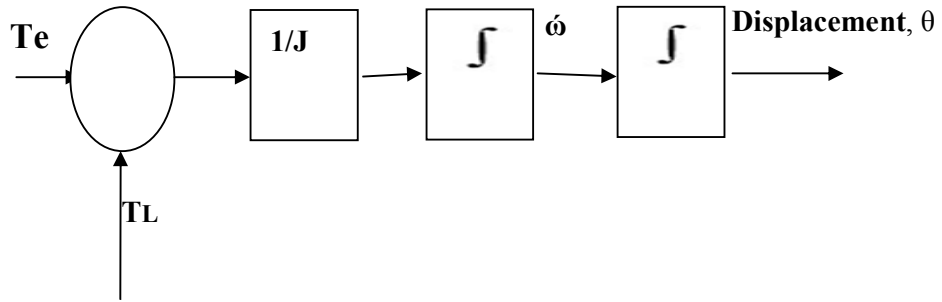 Te
1/J
∫
ώ
∫
Displacement, θ
TL